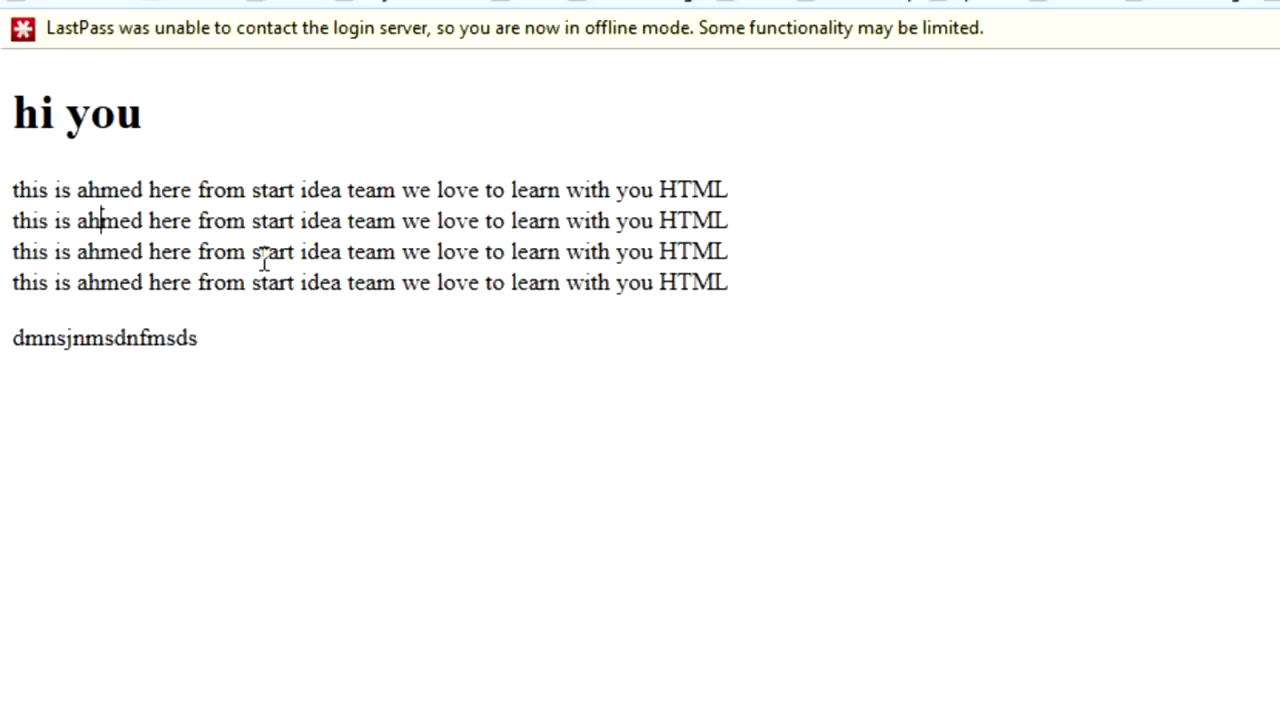 LastPass was unable to contact the login server, so you are now in offline mode. Some functionality may be limited.
hi you
this is ahmed here from start idea team we love to learn with you HTML
this is ahmed here from start idea team we love to learn with you HTML
this is ahmed here from start idea team we love to learn with you HTML
this is ahmed here from start idea team we love to learn with you HTML
dmnsjnmsdnfmsds